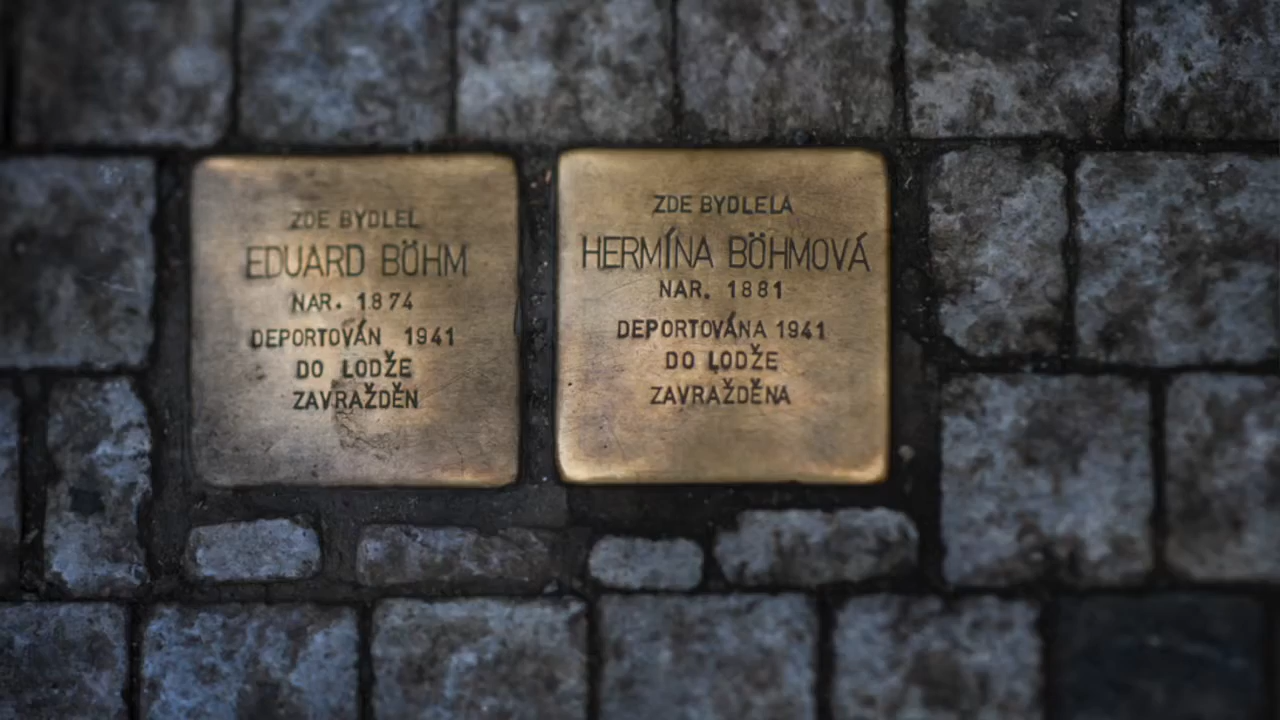 ZDE BYDLEL
EDUARD BÖHM
NAR. 1874
DEPORTOVÁN 1941
DO LODŽE
ZAVRAŽDĚN
ZDE BYDLELA
HERMÍNA BÖHMOVÁ
NAR. 1881
DEPORTOVÁNA 1941
DO LODŽE
ZAVRAŽDĚNA